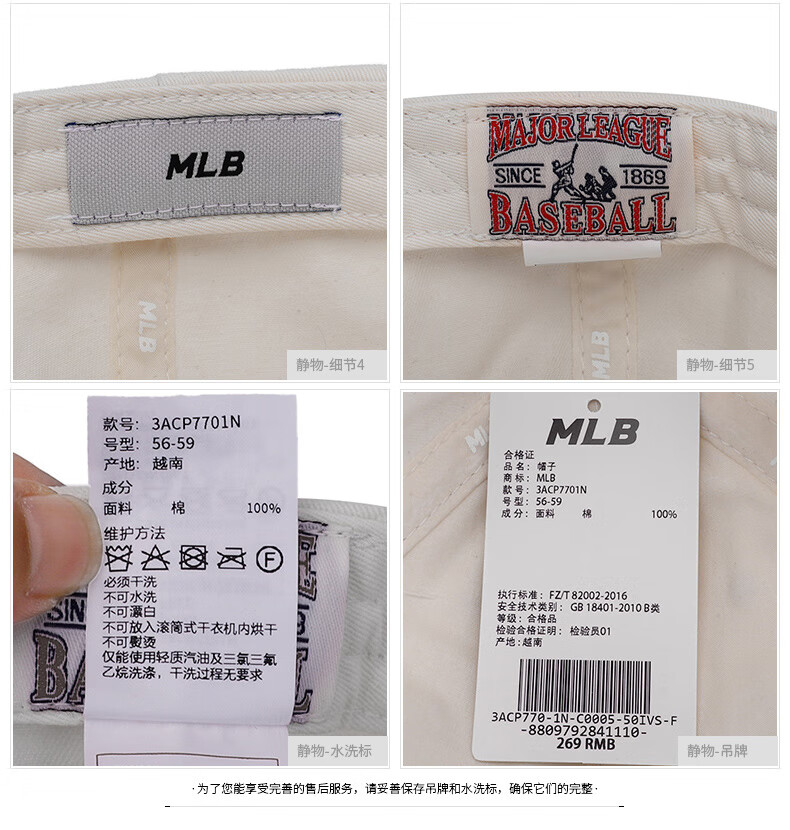 MLB
MLB
静物-细节4
MAJOR LEAGUE
SINCE 1869
BASEBALL
MLB
静物-细节5
款号: 3ACP7701N
号型: 56-59
产地: 越南
成分
面料 棉 100%
维护方法
F
必须干洗
不可水洗
不可漂白
不可放入滚筒式干衣机内烘干
不可熨烫
仅能使用轻质汽油及三氯三氟
乙烷洗涤，干洗过程无要求
静物-水洗标
MLB
合格证
品名: 帽子
商标: MLB
款号: 3ACP7701N
号型: 56-59
成分: 面料 棉 100%
执行标准: FZ/T 82002-2016
安全技术类别: GB 18401-2010 B类
等级: 合格品
检验合格证明: 检验员01
产地:越南
3ACP770-1N-C0005-50IVS-F
-8809792841110-
269 RMB
静物-吊牌
·为了您能享受完善的售后服务，请妥善保存吊牌和水洗标，确保它们的完整·